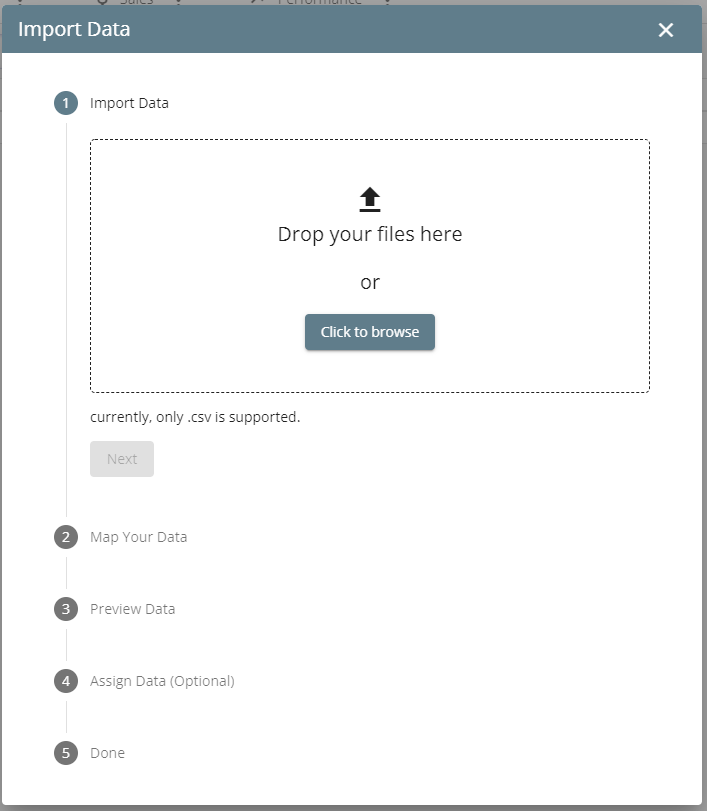 Sales Performance
Import Data
1 Import Data
Drop your files here
or
Click to browse
currently, only .csv is supported.
Next
2 Map Your Data
3 Preview Data
4 Assign Data (Optional)
5 Done